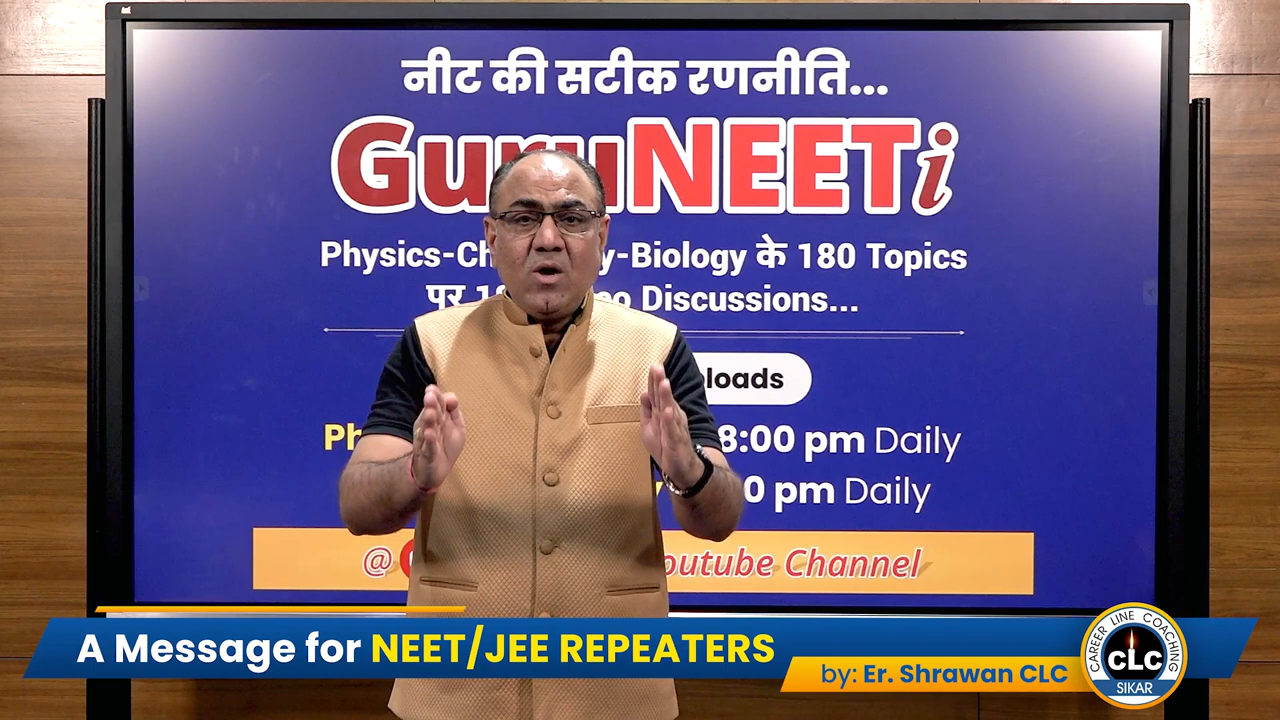 नीट की सटीक रणनीति...
GuruNEETi
Physics-Ch y-Biology के 180 Topics
पर Discussions...
loads
Ph 8:00 pm Daily
0 pm Daily
@ outube Channel
A Message for NEET/JEE REPEATERS
by: Er. Shrawan CLC
CAREER LINE COACHING
CLC
SIKAR